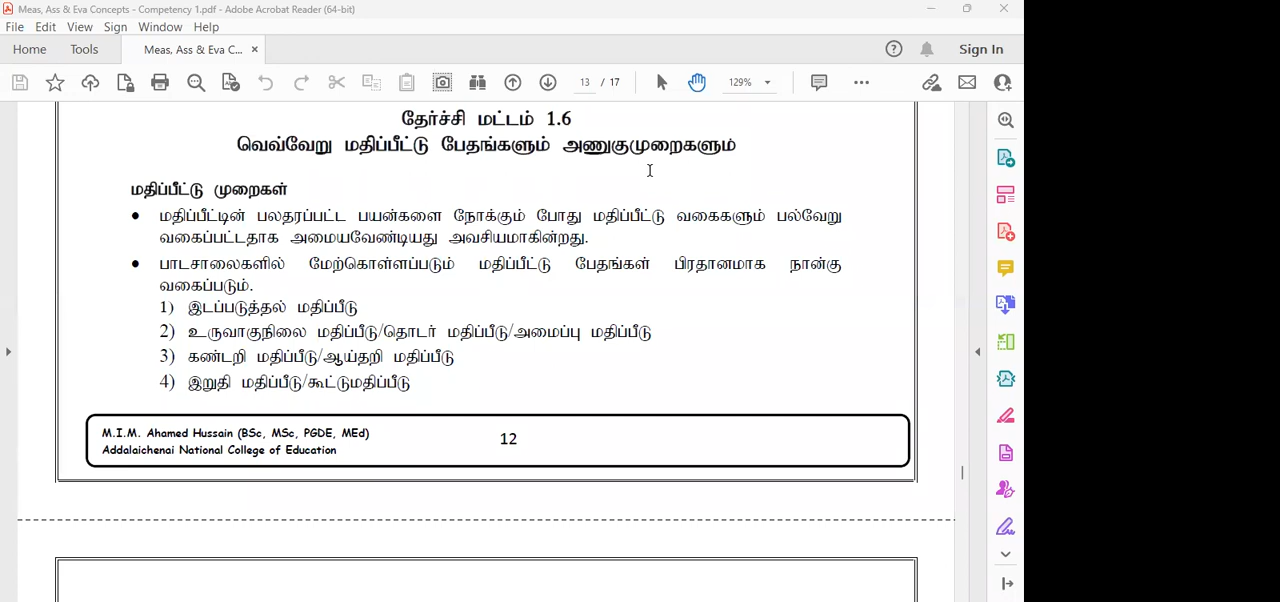 Meas, Ass & Eva Concepts - Competency 1.pdf - Adobe Acrobat Reader (64-bit)
File Edit View Sign Window Help
Home Tools Meas, Ass & Eva C... × Sign In
13 / 17 129%
தேர்ச்சி மட்டம் 1.6
வெவ்வேறு மதிப்பீட்டு பேதங்களும் அணுகுமுறைகளும்
மதிப்பீட்டு முறைகள்
• மதிப்பீட்டின் பலதரப்பட்ட பயன்களை நோக்கும் போது மதிப்பீட்டு வகைகளும் பல்வேறு
வகைப்பட்டதாக அமையவேண்டியது அவசியமாகின்றது.
• பாடசாலைகளில் மேற்கொள்ளப்படும் மதிப்பீட்டு பேதங்கள் பிரதானமாக நான்கு
வகைப்படும்.
1) இடப்படுத்தல் மதிப்பீடு
2) உருவாகுநிலை மதிப்பீடு/தொடர் மதிப்பீடு/அமைப்பு மதிப்பீடு
3) கண்டறி மதிப்பீடு/ஆய்தறி மதிப்பீடு
4) இறுதி மதிப்பீடு/கூட்டுமதிப்பீடு
M.I.M. Ahamed Hussain (BSc, MSc, PGDE, MEd)
Addalaichenai National College of Education
12